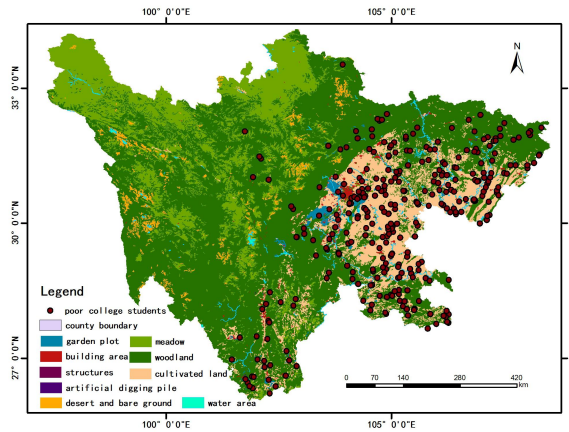 100° 0′0″E 105° 0′0″E
N
33° 0′0″N
30° 0′0″N
27° 0′0″N
Legend
poor college students
county boundary
garden plot meadow
building area woodland
structures cultivated land
artificial digging pile
desert and bare ground water area
0 70 140 280 420
km
100° 0′0″E 105° 0′0″E